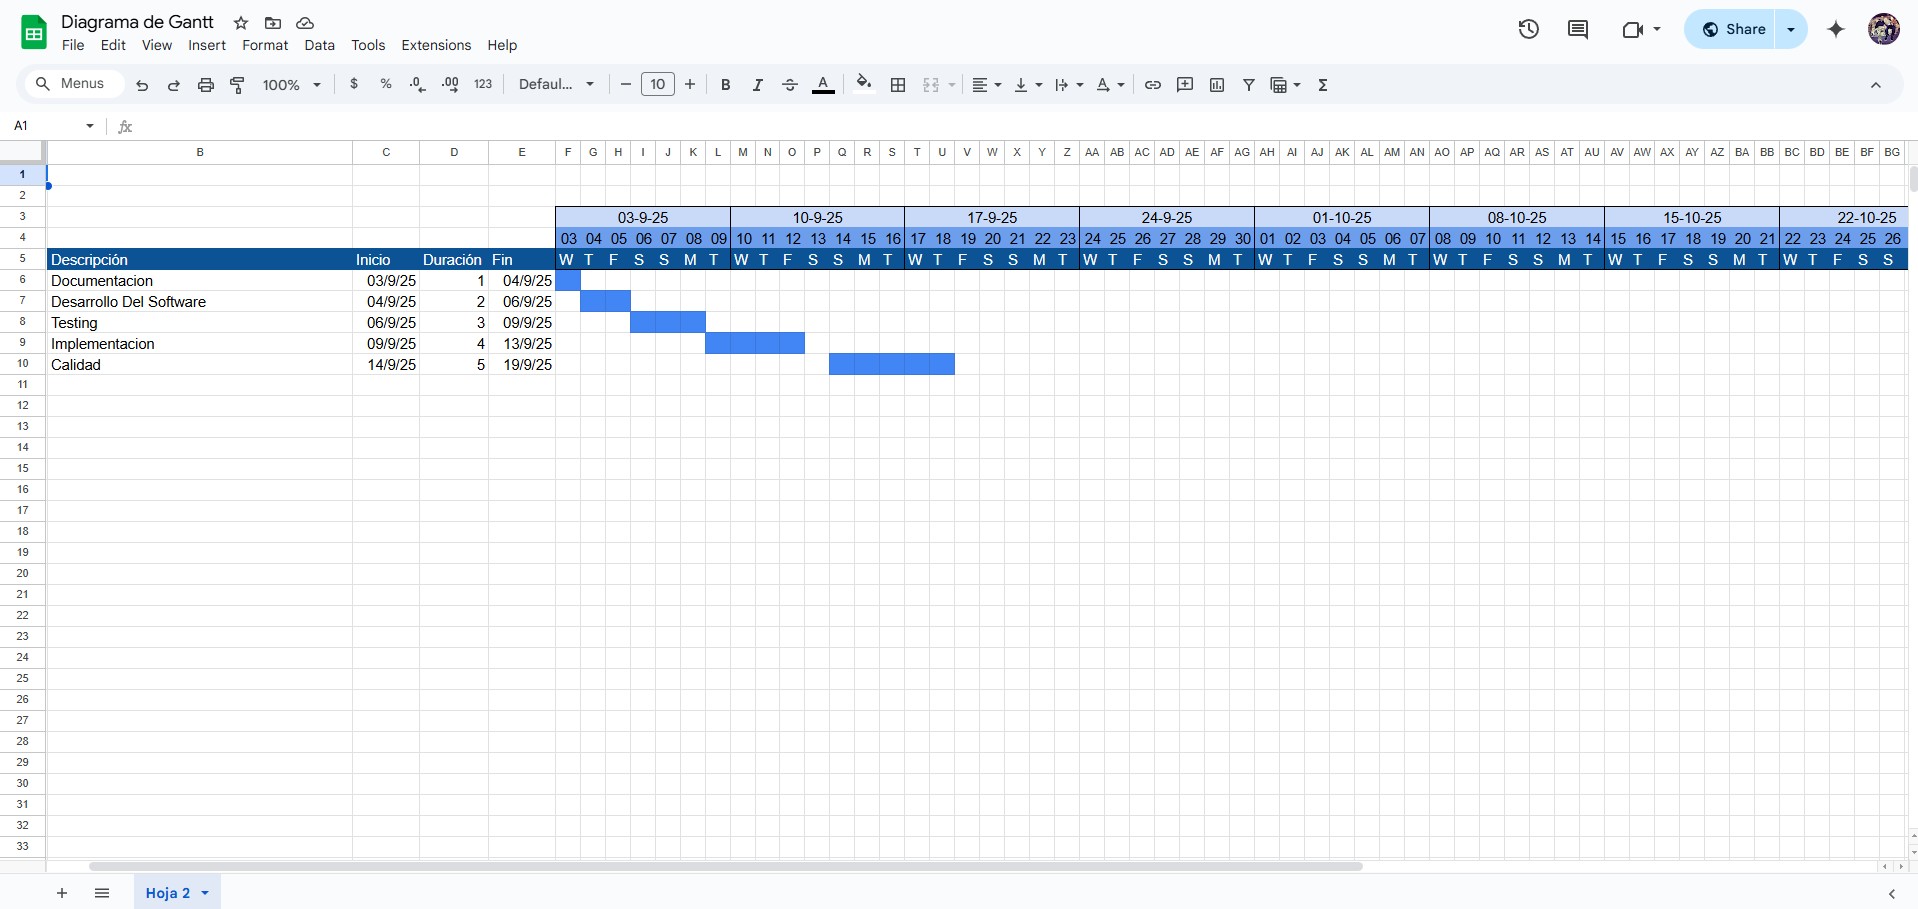 Diagrama de Gantt
File Edit View Insert Format Data Tools Extensions Help
Share
Menus 100% $ % .0 .00 123 Defaul... 10 B I A A Σ
A1 fx
B C D E F G H I J K L M N O P Q R S T U V W X Y Z AA AB AC AD AE AF AG AH AI AJ AK AL AM AN AO AP AQ AR AS AT AU AV AW AX AY AZ BA BB BC BD BE BF BG
1
2
3 03-9-25 10-9-25 17-9-25 24-9-25 01-10-25 08-10-25 15-10-25 22-10-25
4 03 04 05 06 07 08 09 10 11 12 13 14 15 16 17 18 19 20 21 22 23 24 25 26 27 28 29 30 01 02 03 04 05 06 07 08 09 10 11 12 13 14 15 16 17 18 19 20 21 22 23 24 25 26
5 Descripción Inicio Duración Fin W T F S S M T W T F S S M T W T F S S M T W T F S S M T W T F S S M T W T F S S M T W T F S S M T W T F S S
6 Documentacion 03/9/25 1 04/9/25
7 Desarrollo Del Software 04/9/25 2 06/9/25
8 Testing 06/9/25 3 09/9/25
9 Implementacion 09/9/25 4 13/9/25
10 Calidad 14/9/25 5 19/9/25
11
12
13
14
15
16
17
18
19
20
21
22
23
24
25
26
27
28
29
30
31
32
33
Hoja 2